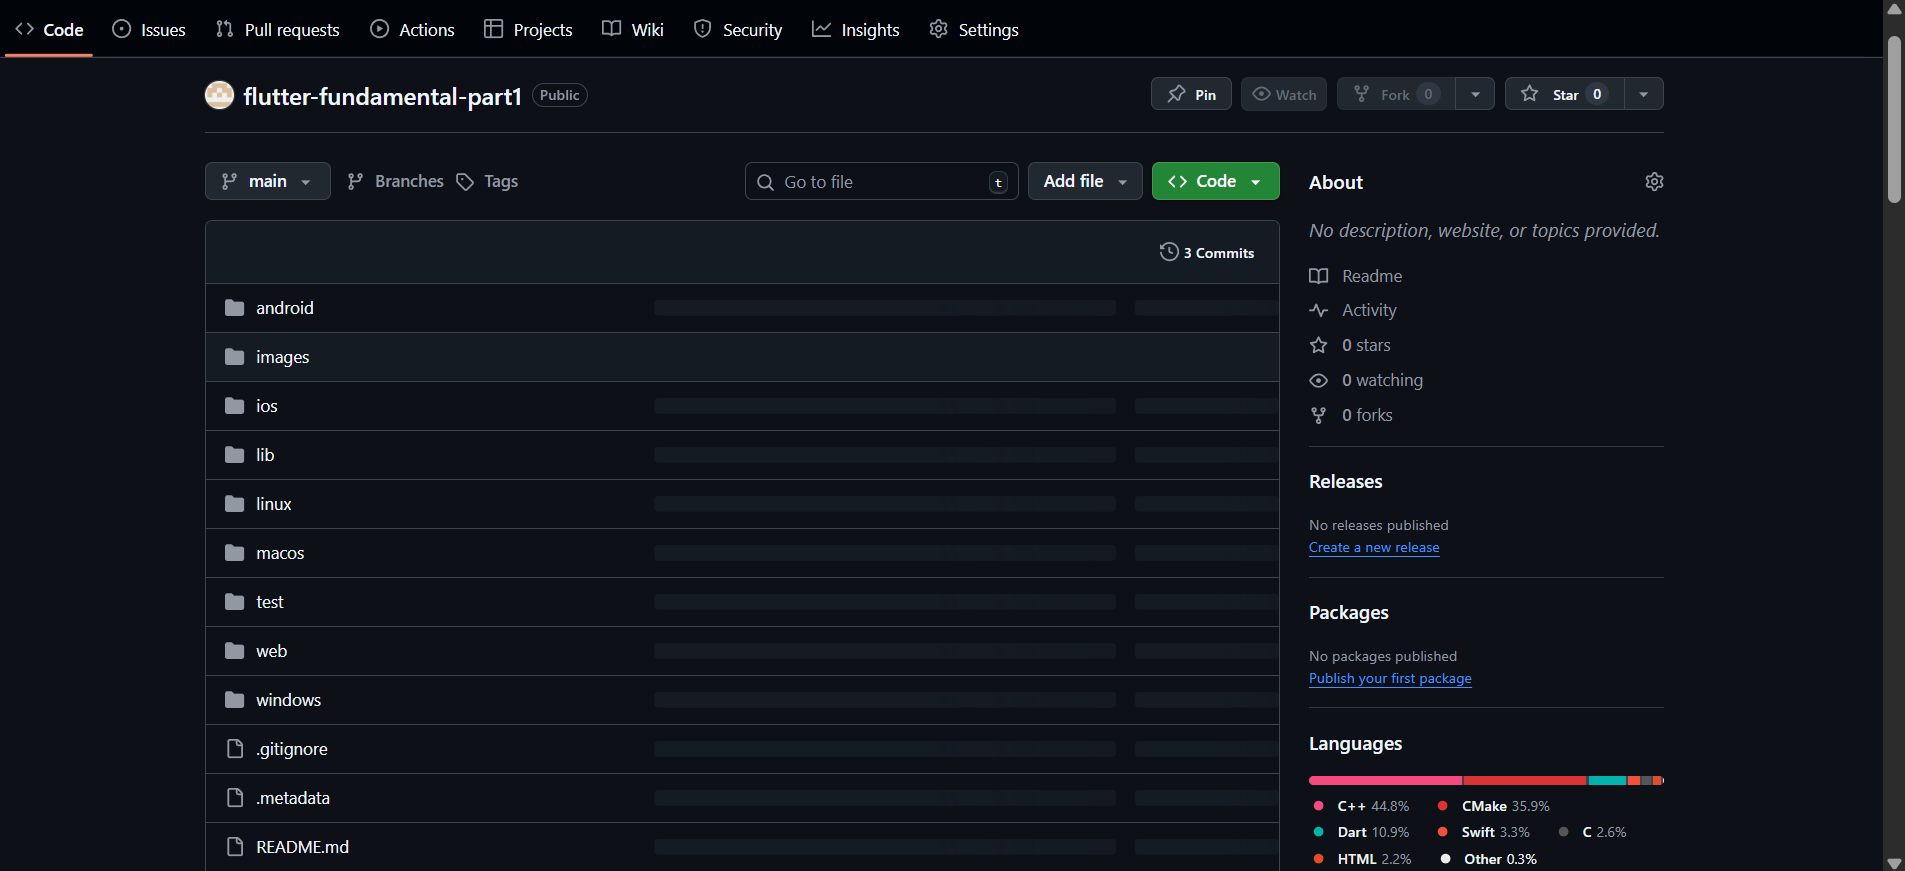 Code Issues Pull requests Actions Projects Wiki Security Insights Settings
flutter-fundamental-part1 Public
Pin Watch Fork 0 Star 0
main Branches Tags Go to file t Add file Code
3 Commits
android
images
ios
lib
linux
macos
test
web
windows
.gitignore
.metadata
README.md
About
No description, website, or topics provided.
Readme
Activity
0 stars
0 watching
0 forks
Releases
No releases published
Create a new release
Packages
No packages published
Publish your first package
Languages
C++ 44.8% CMake 35.9%
Dart 10.9% Swift 3.3% C 2.6%
HTML 2.2% Other 0.3%